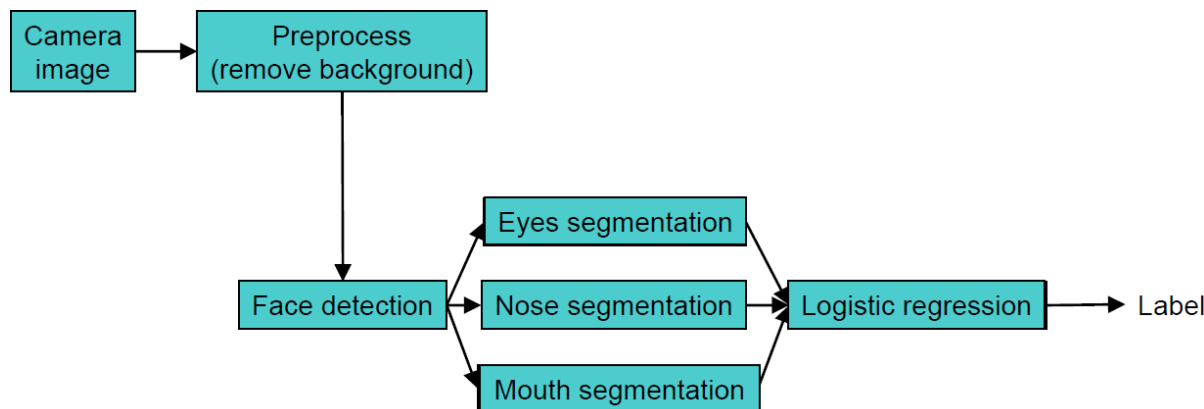 Camera
image
Preprocess
(remove background)
Eyes segmentation
Face detection
Nose segmentation
Logistic regression
Label
Mouth segmentation